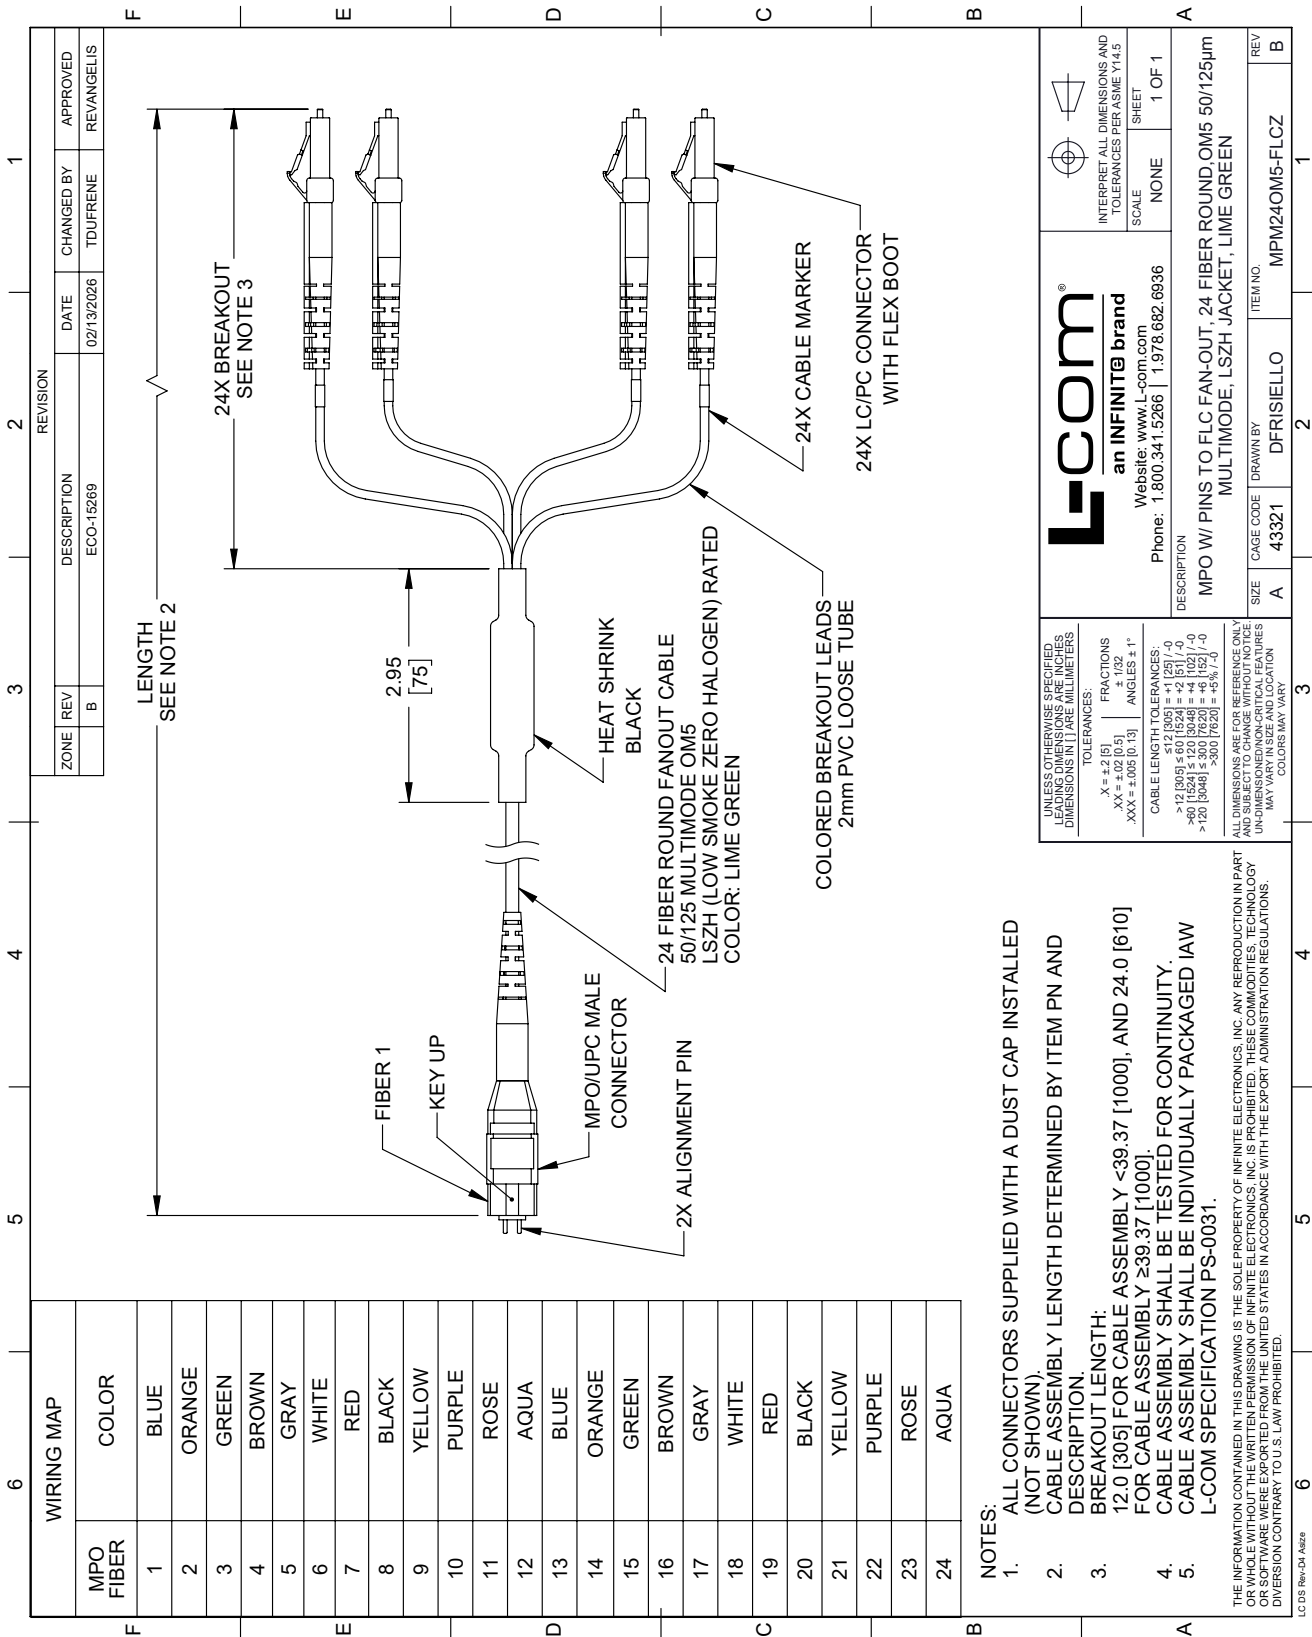 WIRING MAP
MPO FIBER COLOR
1 BLUE
2 ORANGE
3 GREEN
4 BROWN
5 GRAY
6 WHITE
7 RED
8 BLACK
9 YELLOW
10 PURPLE
11 ROSE
12 AQUA
13 BLUE
14 ORANGE
15 GREEN
16 BROWN
17 GRAY
18 WHITE
19 RED
20 BLACK
21 YELLOW
22 PURPLE
23 ROSE
24 AQUA
REVISION
ZONE REV DESCRIPTION DATE CHANGED BY APPROVED
B ECO-15269 02/13/2026 TDUFRENE REVANGELIS
LENGTH
SEE NOTE 2
24X BREAKOUT
SEE NOTE 3
2.95
[75]
FIBER 1
KEY UP
MPO/UPC MALE
CONNECTOR
2X ALIGNMENT PIN
HEAT SHRINK
BLACK
24 FIBER ROUND FANOUT CABLE
50/125 MULTIMODE OM5
LSZH (LOW SMOKE ZERO HALOGEN) RATED
COLOR: LIME GREEN
COLORED BREAKOUT LEADS
2mm PVC LOOSE TUBE
24X CABLE MARKER
24X LC/PC CONNECTOR
WITH FLEX BOOT
NOTES:
1. ALL CONNECTORS SUPPLIED WITH A DUST CAP INSTALLED
(NOT SHOWN).
2. CABLE ASSEMBLY LENGTH DETERMINED BY ITEM PN AND
DESCRIPTION.
3. BREAKOUT LENGTH:
12.0 [305] FOR CABLE ASSEMBLY <39.37 [1000], AND 24.0 [610]
FOR CABLE ASSEMBLY ≥39.37 [1000].
4. CABLE ASSEMBLY SHALL BE TESTED FOR CONTINUITY.
5. CABLE ASSEMBLY SHALL BE INDIVIDUALLY PACKAGED IAW
L-COM SPECIFICATION PS-0031.
THE INFORMATION CONTAINED IN THIS DRAWING IS THE SOLE PROPERTY OF INFINITE ELECTRONICS, INC. ANY REPRODUCTION IN PART
OR WHOLE WITHOUT THE WRITTEN PERMISSION OF INFINITE ELECTRONICS, INC. IS PROHIBITED. THESE COMMODITIES, TECHNOLOGY
OR SOFTWARE WERE EXPORTED FROM THE UNITED STATES IN ACCORDANCE WITH THE EXPORT ADMINISTRATION REGULATIONS.
DIVERSION CONTRARY TO U.S. LAW PROHIBITED.
UNLESS OTHERWISE SPECIFIED
LEADING DIMENSIONS ARE INCHES
DIMENSIONS IN [ ] ARE MILLIMETERS
TOLERANCES:
.X = ±.2 [5] FRACTIONS
.XX = ±.02 [0.5] ± 1/32
.XXX = ±.005 [0.13] ANGLES ± 1°
CABLE LENGTH TOLERANCES:
≤12 [305] = +1 [25] / -0
>12 [305] ≤ 60 [1524] = +2 [51] / -0
>60 [1524] ≤ 120 [3048] = +4 [102] / -0
>120 [3048] ≤ 300 [7620] = +6 [152] / -0
>300 [7620] = +5% / -0
ALL DIMENSIONS ARE FOR REFERENCE ONLY
AND SUBJECT TO CHANGE WITHOUT NOTICE.
UN-DIMENSIONED/NON-CRITICAL FEATURES
MAY VARY IN SIZE AND LOCATION
COLORS MAY VARY
L-com®
an INFINIT@ brand
Website: www.L-com.com
Phone: 1.800.341.5266 | 1.978.682.6936
INTERPRET ALL DIMENSIONS AND
TOLERANCES PER ASME Y14.5
SCALE NONE
SHEET 1 OF 1
DESCRIPTION
MPO W/ PINS TO FLC FAN-OUT, 24 FIBER ROUND,OM5 50/125µm
MULTIMODE, LSZH JACKET, LIME GREEN
SIZE A
CAGE CODE 43321
DRAWN BY DFRISIELLO
ITEM NO. MPM24OM5-FLCZ
REV B
LC DS Rev-D4 Asize
6 5 4 3 2 1
6 5 4 3 2 1
F E D C B A
F E D C B A